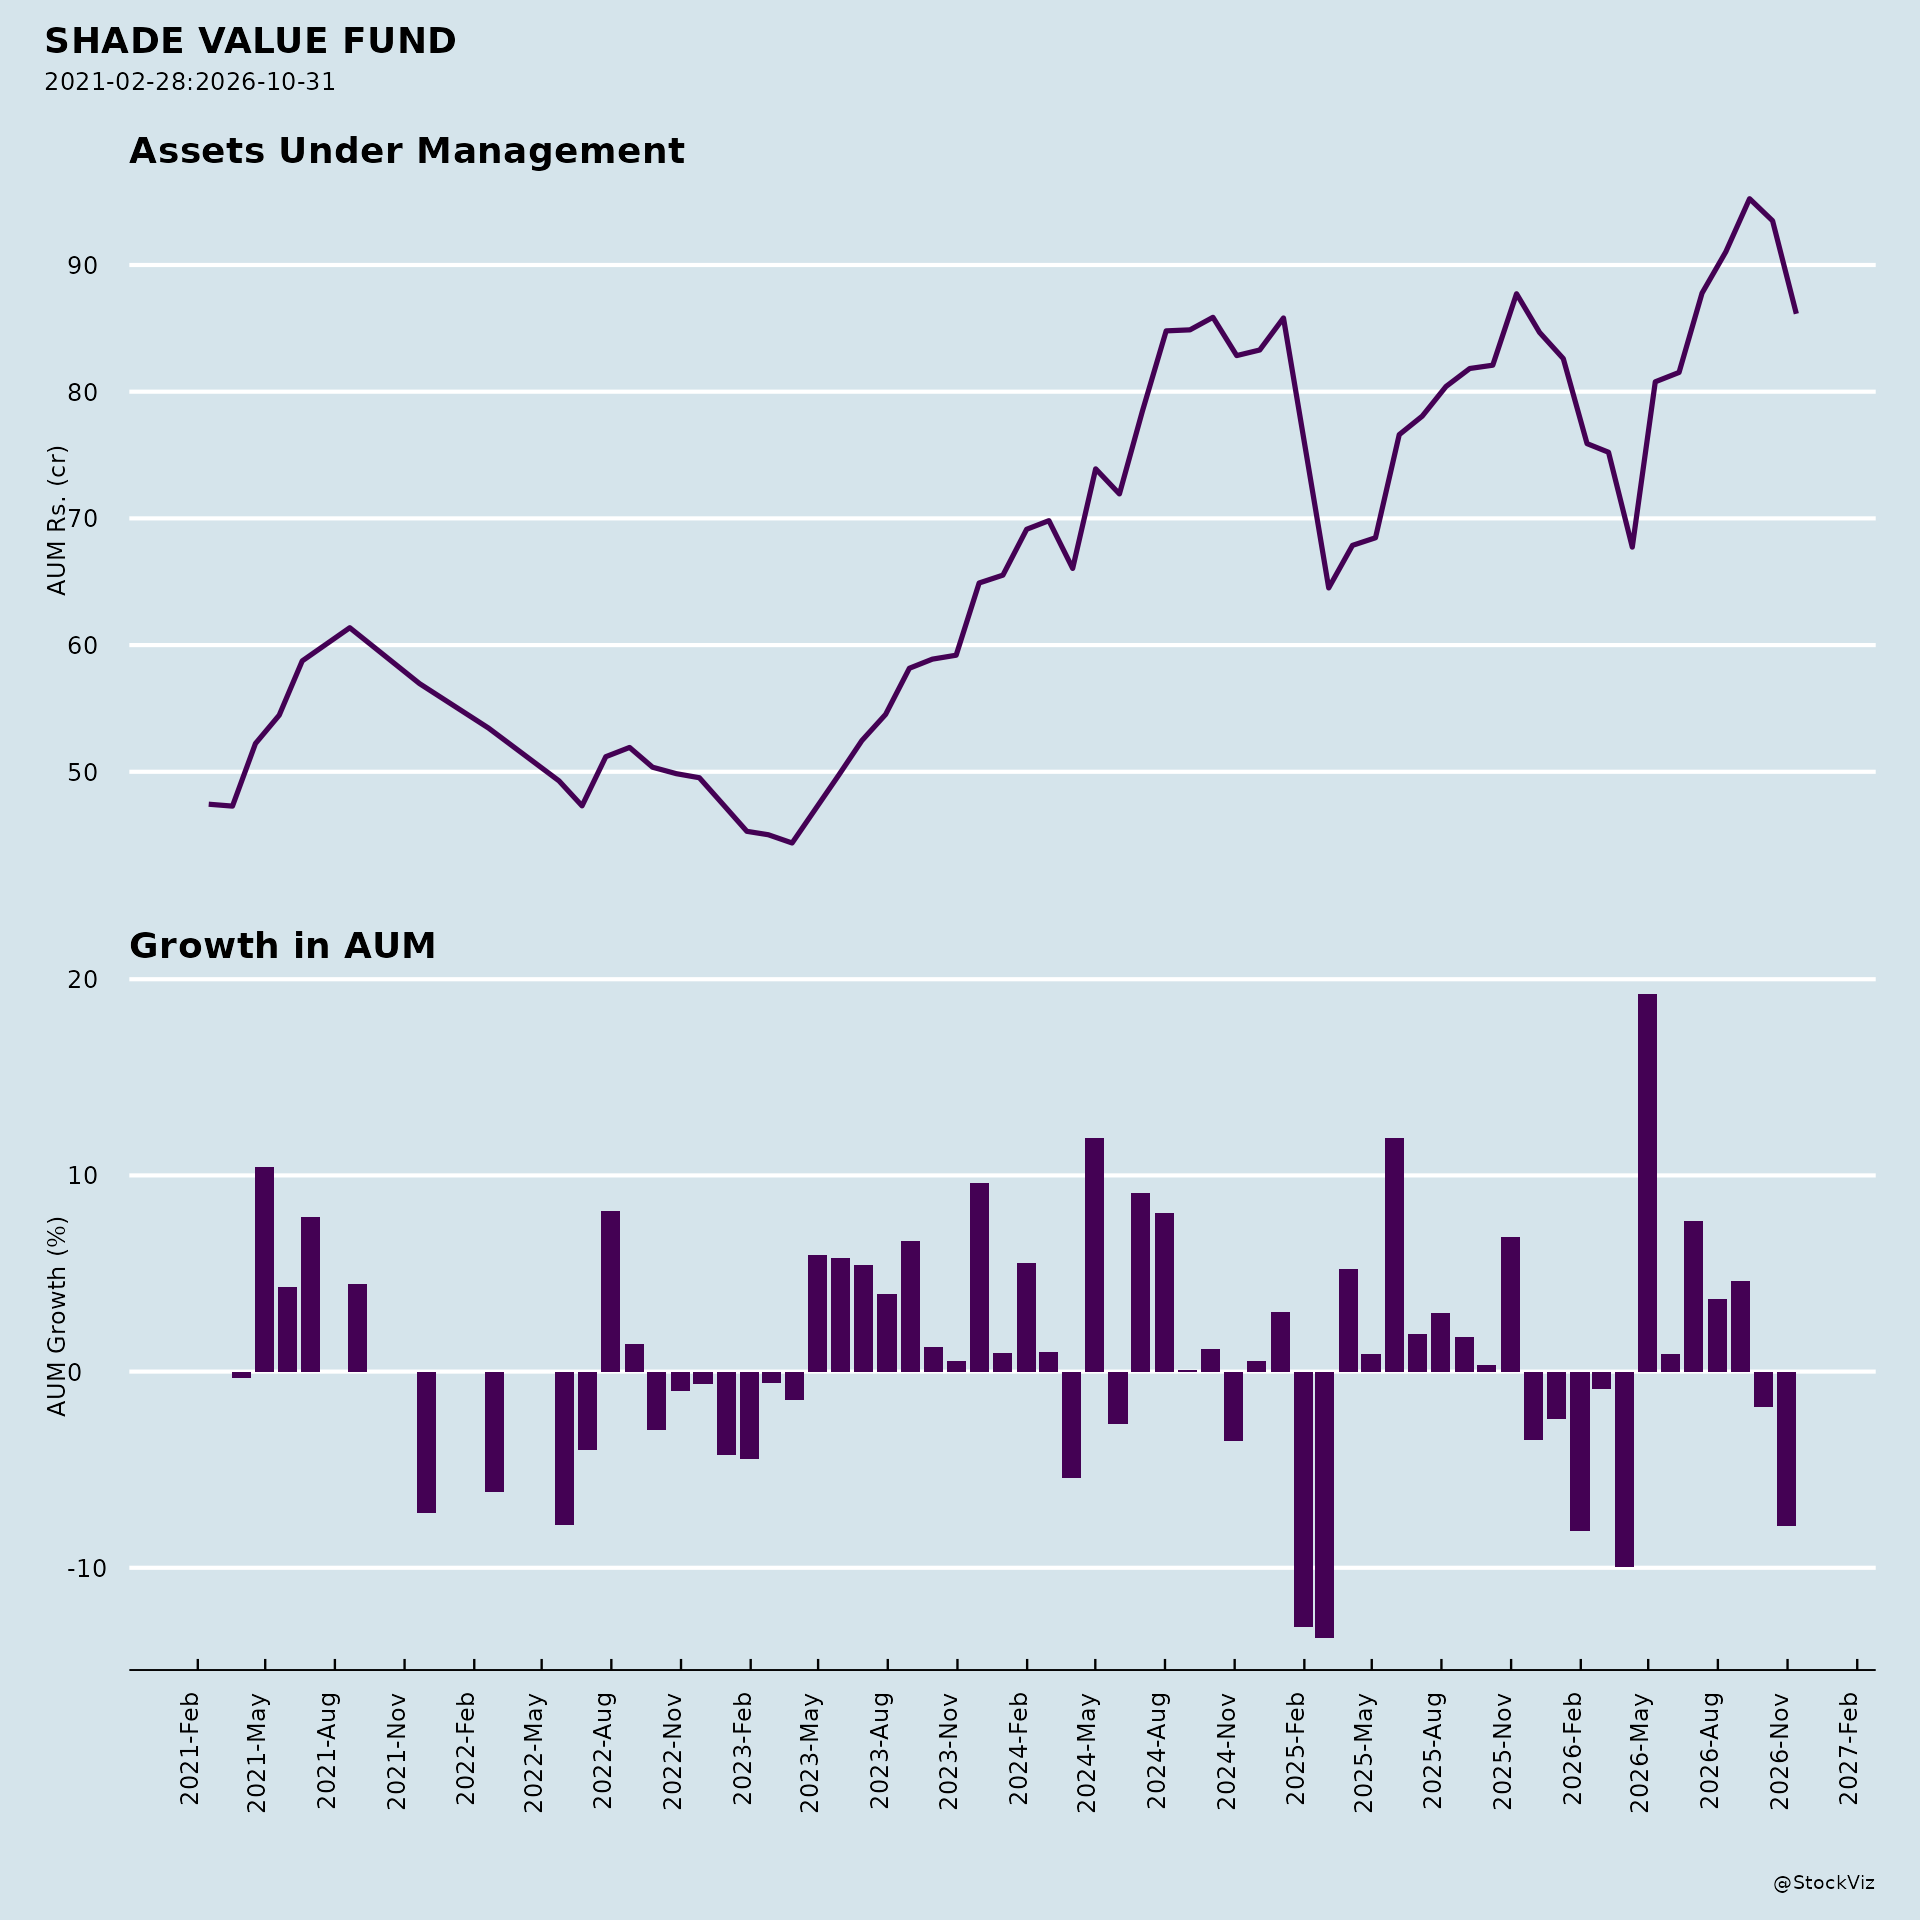 SHADE VALUE FUND
2021-02-28:2026-10-31
Assets Under Management
90
80
70
60
50
AUM Rs. (cr)
Growth in AUM
20
10
0
-10
AUM Growth (%)
2021-Feb
2021-May
2021-Aug
2021-Nov
2022-Feb
2022-May
2022-Aug
2022-Nov
2023-Feb
2023-May
2023-Aug
2023-Nov
2024-Feb
2024-May
2024-Aug
2024-Nov
2025-Feb
2025-May
2025-Aug
2025-Nov
2026-Feb
2026-May
2026-Aug
2026-Nov
2027-Feb
@StockViz